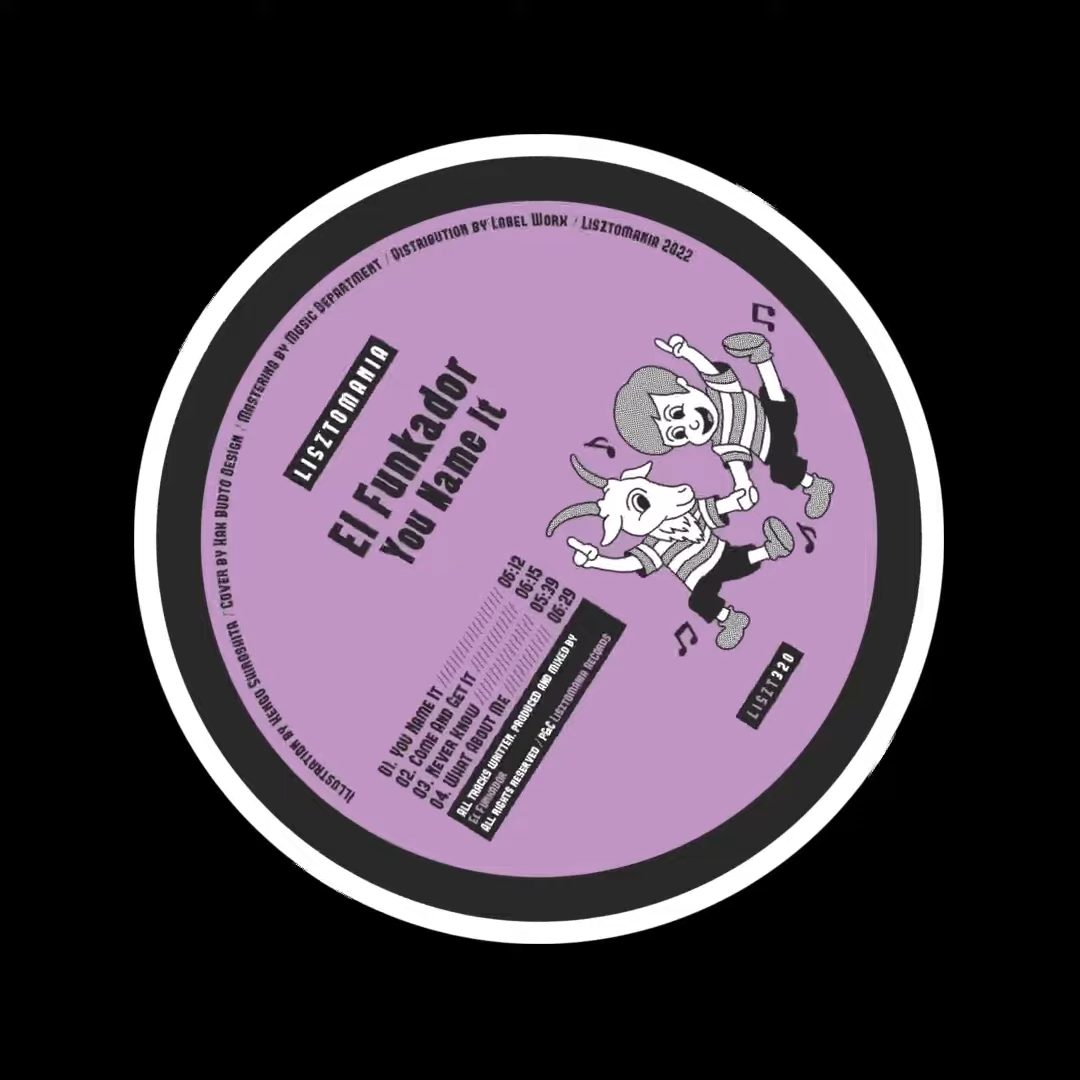 Illustration by Kendo Shiroshita / Cover by Han Budto Design / Mastering by Music Department / Distribution by Label Worx / Lisztomania 2022
LISZTOMANIA
El Funkador
You Name It
01. You Name It 06:12
02. Come And Get It 06:15
03. Never Know 05:39
04. What About Me 06:29
All tracks written, produced and mixed by
El Funkador
All rights reserved / P&C Lisztomania Records
LISZT320